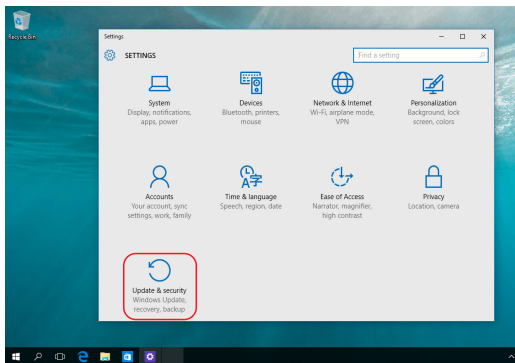 Recycle Bin
Settings
SETTINGS
Find a setting
System
Display, notifications,
apps, power
Devices
Bluetooth, printers,
mouse
Network & Internet
Wi-Fi, airplane mode,
VPN
Personalization
Background, lock
screen, colors
Accounts
Your account, sync
settings, work, family
Time & language
Speech, region, date
Ease of Access
Narrator, magnifier,
high contrast
Privacy
Location, camera
Update & security
Windows Update,
recovery, backup